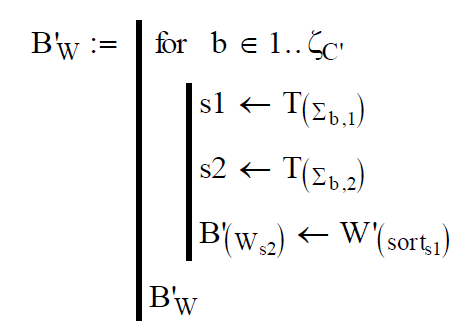 B'W := for b ∈ 1..ζC'
s1 ← T(Σb,1)
s2 ← T(Σb,2)
B'(Ws2) ← W'(sorts1)
B'W